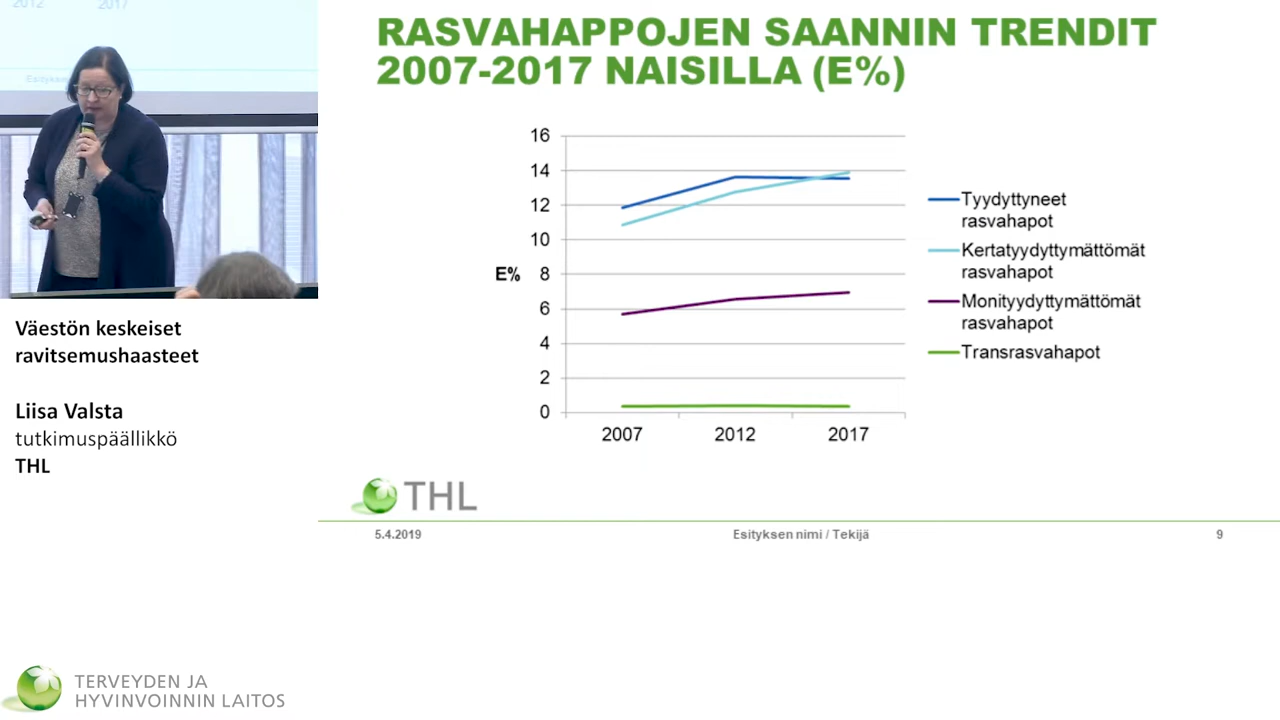 2012
2017
RASVAHAPPOJEN SAANNIN TRENDIT
2007-2017 NAISILLA (E%)
16
14
12
10
E%
8
6
4
2
0
2007
2012
2017
Tyydyttyneet
rasvahapot
Kertatyydyttymättömät
rasvahapot
Monityydyttymättömät
rasvahapot
Transrasvahapot
Väestön keskeiset
ravitsemushaasteet
Liisa Valsta
tutkimuspäällikkö
THL
THL
5.4.2019
Esityksen nimi / Tekijä
9
TERVEYDEN JA
HYVINVOINNIN LAITOS